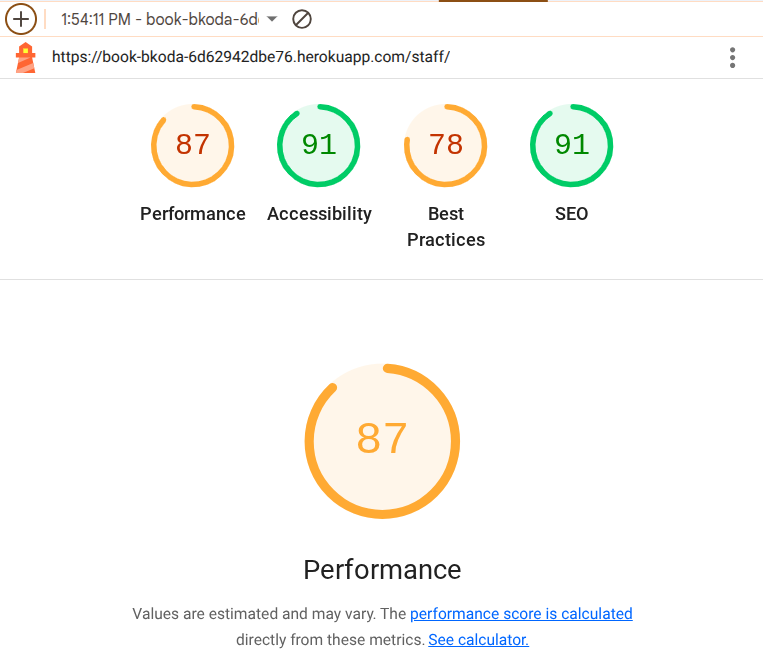 1:54:11 PM - book-bkoda-6d
https://book-bkoda-6d62942dbe76.herokuapp.com/staff/
87 91 78 91
Performance Accessibility Best Practices SEO
87
Performance
Values are estimated and may vary. The performance score is calculated
directly from these metrics. See calculator.